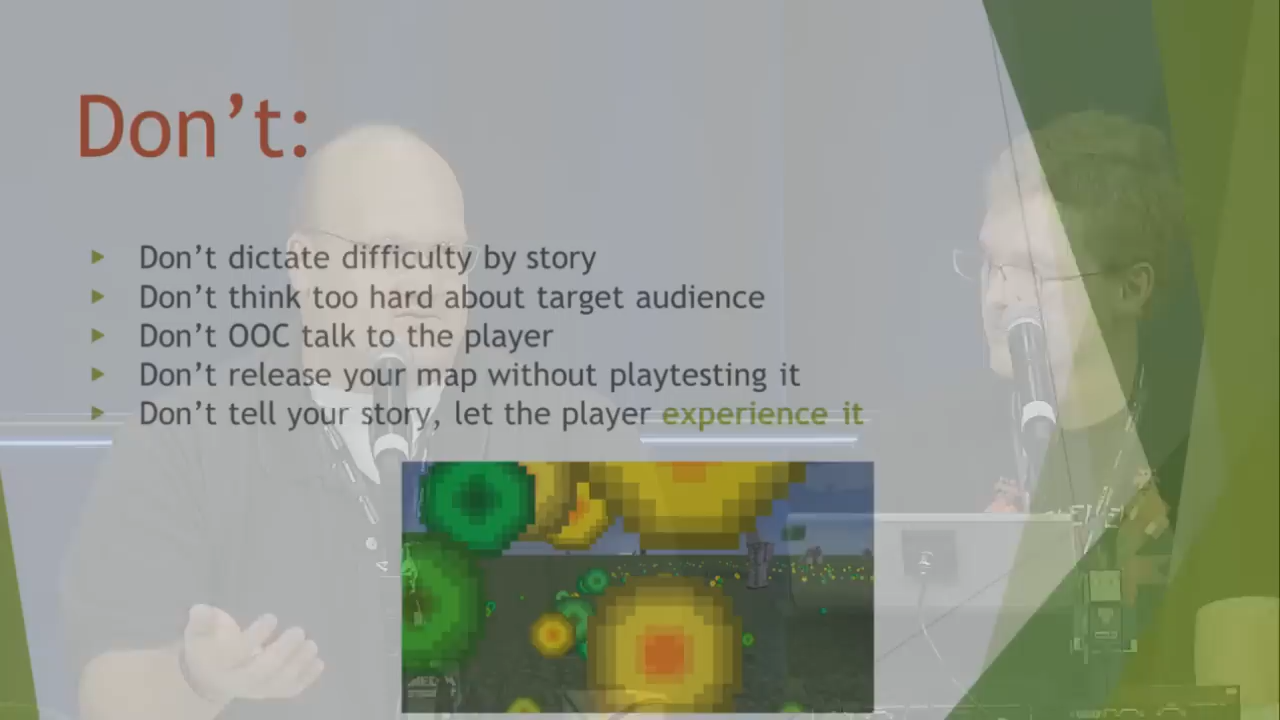 Don't:
Don't dictate difficulty by story
Don't think too hard about target audience
Don't OOC talk to the player
Don't release your map without playtesting it
Don't tell your story, let the player experience it